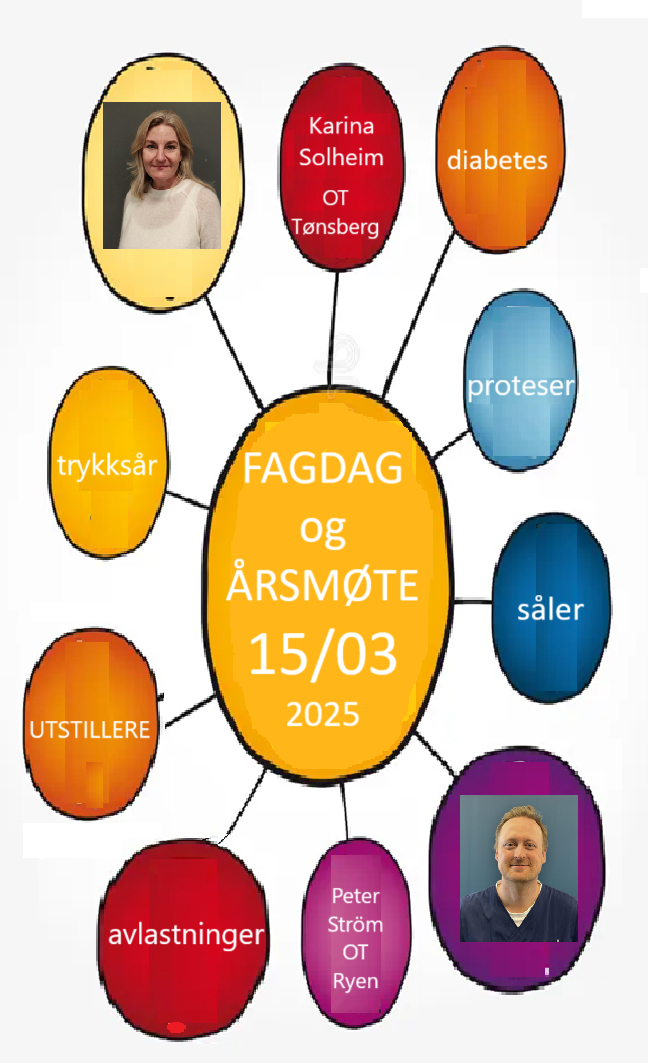 Karina
Solheim
OT
Tønsberg
diabetes
proteser
trykksår
FAGDAG
og
ÅRSMØTE
15/03
2025
såler
UTSTILLERE
avlastninger
Peter
Ström
OT
Ryen